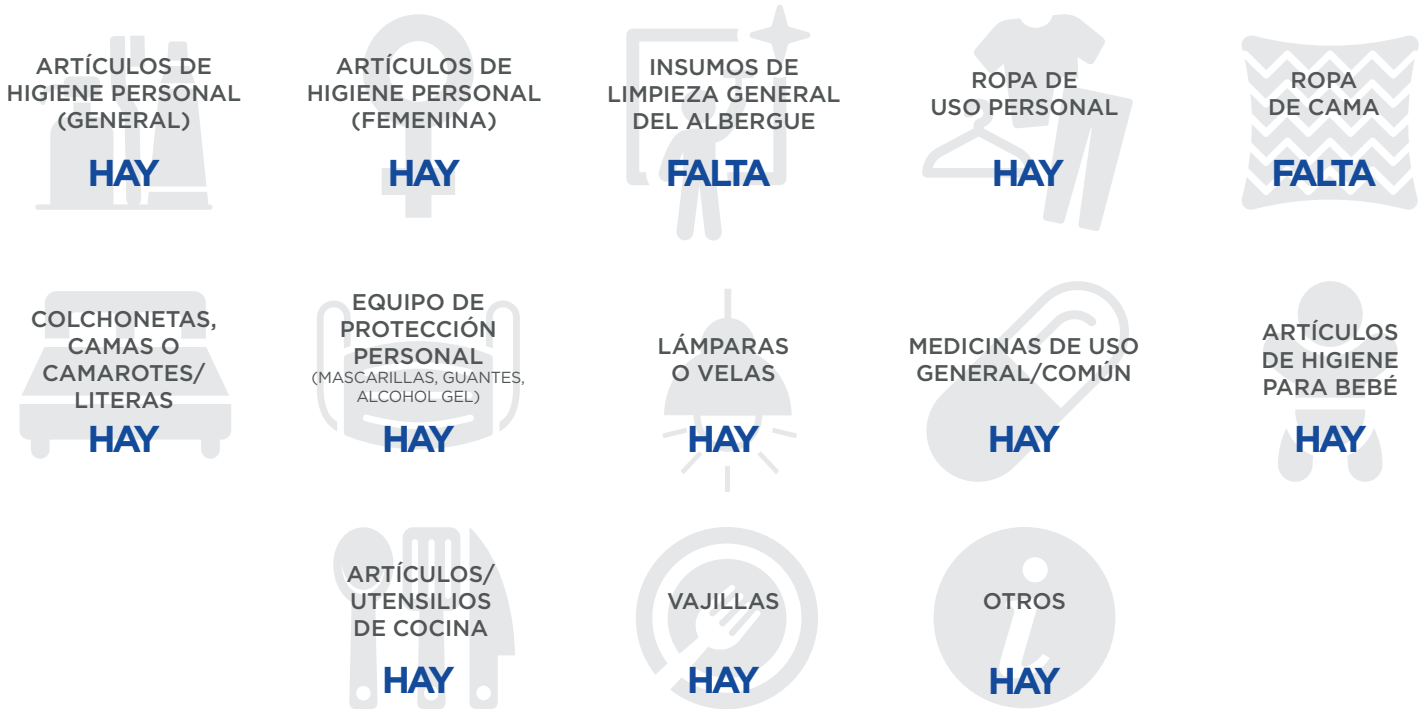 ARTÍCULOS DE
HIGIENE PERSONAL
(GENERAL)
HAY
ARTÍCULOS DE
HIGIENE PERSONAL
(FEMENINA)
HAY
INSUMOS DE
LIMPIEZA GENERAL
DEL ALBERGUE
FALTA
ROPA DE
USO PERSONAL
HAY
ROPA
DE CAMA
FALTA
COLCHONETAS,
CAMAS O
CAMAROTES/
LITERAS
HAY
EQUIPO DE
PROTECCIÓN
PERSONAL
(MASCARILLAS, GUANTES,
ALCOHOL GEL)
HAY
LÁMPARAS
O VELAS
HAY
MEDICINAS DE USO
GENERAL/COMÚN
HAY
ARTÍCULOS
DE HIGIENE
PARA BEBÉ
HAY
ARTÍCULOS/
UTENSILIOS
DE COCINA
HAY
VAJILLAS
HAY
OTROS
HAY